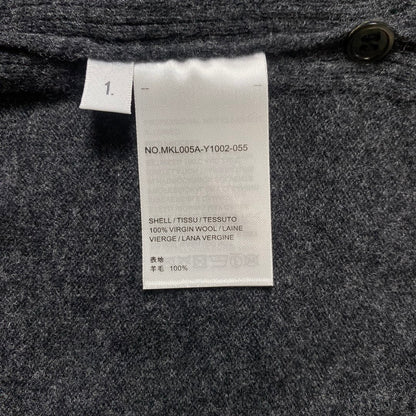 1.
NO.MKL005A-Y1002-055
SHELL / TISSU / TESSUTO
100% VIRGIN WOOL / LAINE
VIERGE / LANA VERGINE
表地
羊毛 100%